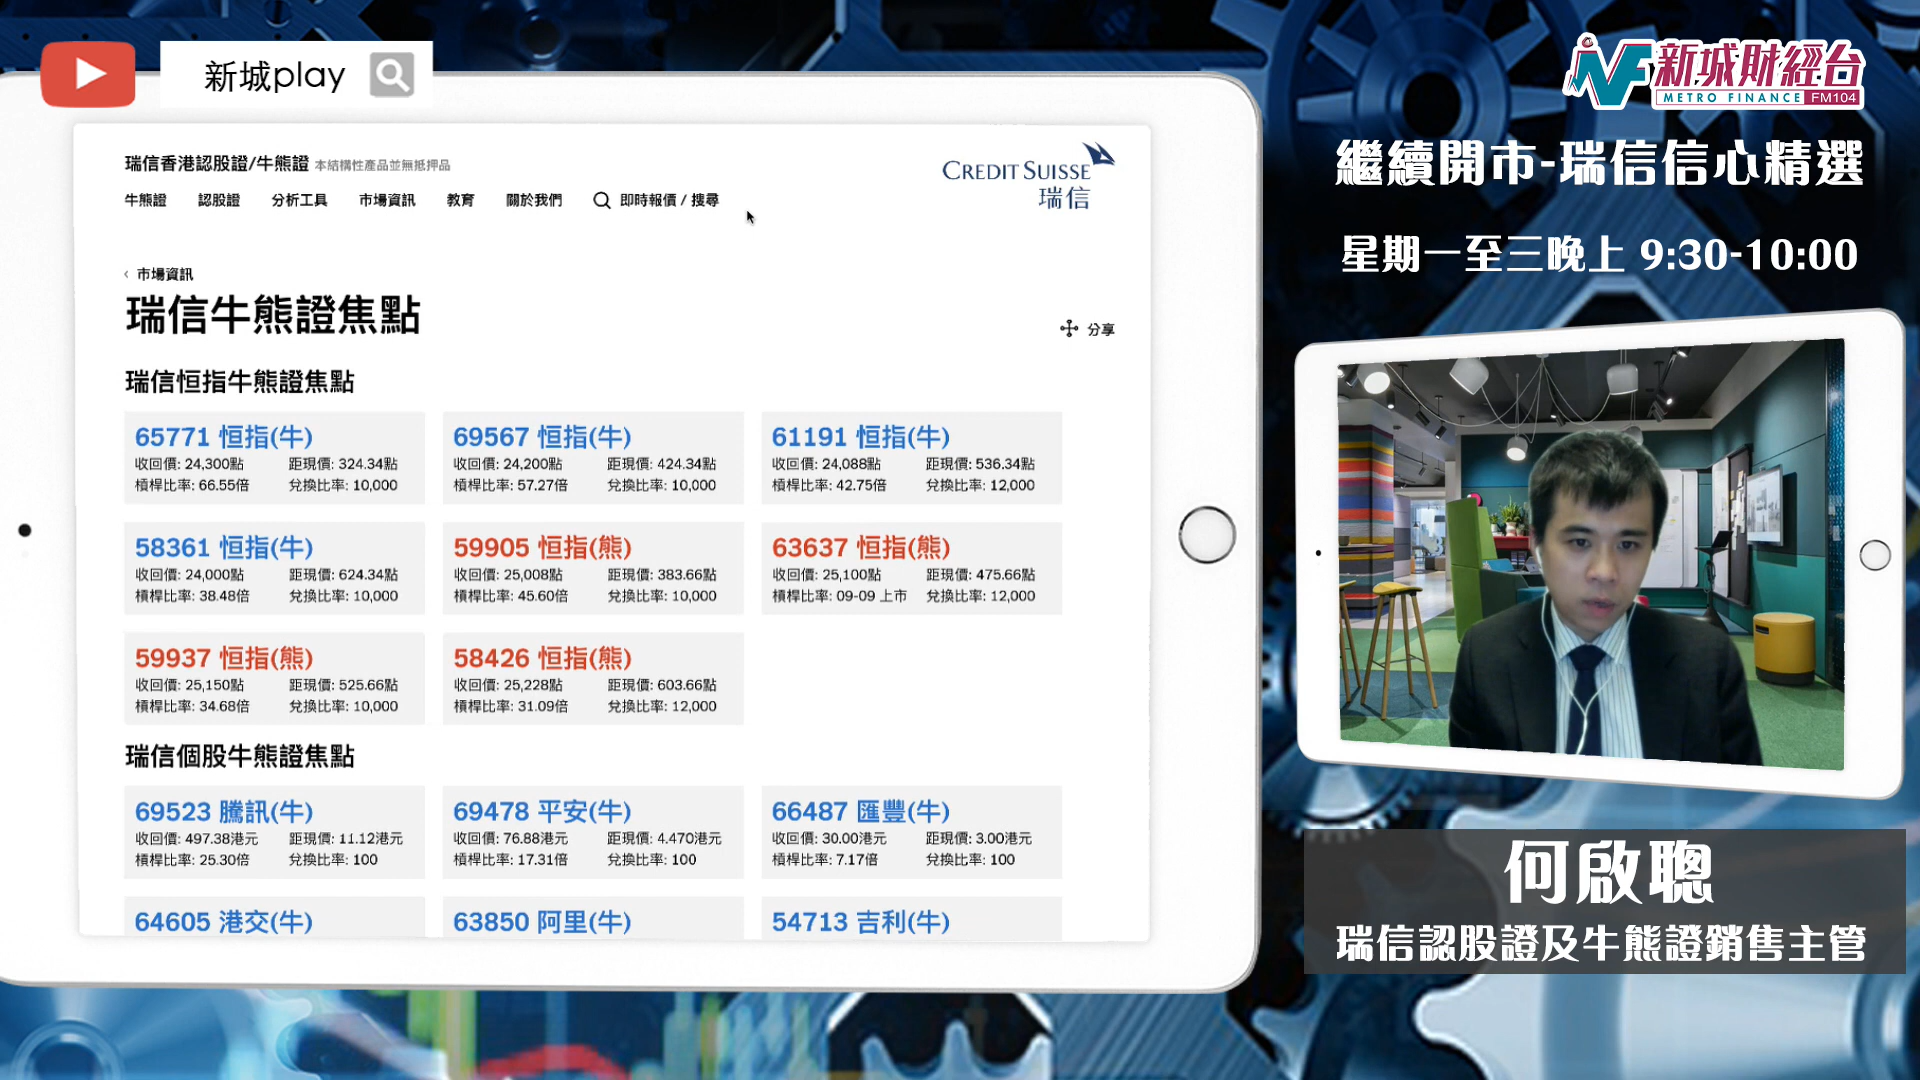 新城play
新城財經台
METRO FINANCE FM104
繼續開市-瑞信信心精選
星期一至三晚上 9:30-10:00
瑞信香港認股證/牛熊證 本結構性產品並無抵押品
CREDIT SUISSE
瑞信
牛熊證 認股證 分析工具 市場資訊 教育 關於我們 即時報價 / 搜尋
‹ 市場資訊
瑞信牛熊證焦點
分享
瑞信恒指牛熊證焦點
65771 恒指(牛)
收回價: 24,300點 距現價: 324.34點
槓桿比率: 66.55倍 兌換比率: 10,000
69567 恒指(牛)
收回價: 24,200點 距現價: 424.34點
槓桿比率: 57.27倍 兌換比率: 10,000
61191 恒指(牛)
收回價: 24,088點 距現價: 536.34點
槓桿比率: 42.75倍 兌換比率: 12,000
58361 恒指(牛)
收回價: 24,000點 距現價: 624.34點
槓桿比率: 38.48倍 兌換比率: 10,000
59905 恒指(熊)
收回價: 25,008點 距現價: 383.66點
槓桿比率: 45.60倍 兌換比率: 10,000
63637 恒指(熊)
收回價: 25,100點 距現價: 475.66點
槓桿比率: 09-09 上市 兌換比率: 12,000
59937 恒指(熊)
收回價: 25,150點 距現價: 525.66點
槓桿比率: 34.68倍 兌換比率: 10,000
58426 恒指(熊)
收回價: 25,228點 距現價: 603.66點
槓桿比率: 31.09倍 兌換比率: 12,000
瑞信個股牛熊證焦點
69523 騰訊(牛)
收回價: 497.38港元 距現價: 11.12港元
槓桿比率: 25.30倍 兌換比率: 100
69478 平安(牛)
收回價: 76.88港元 距現價: 4.470港元
槓桿比率: 17.31倍 兌換比率: 100
66487 匯豐(牛)
收回價: 30.00港元 距現價: 3.00港元
槓桿比率: 7.17倍 兌換比率: 100
64605 港交(牛)
63850 阿里(牛)
54713 吉利(牛)
何啟聰
瑞信認股證及牛熊證銷售主管